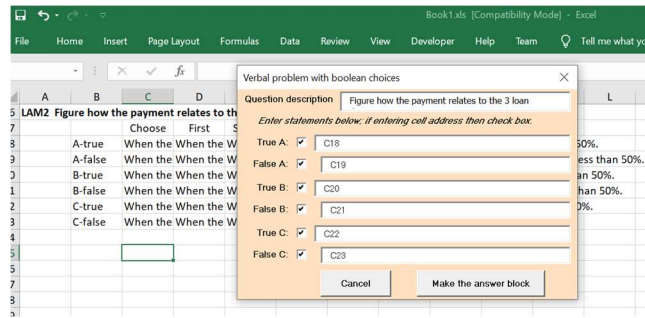 Book1.xls [Compatibility Mode] - Excel
File Home Insert Page Layout Formulas Data Review View Developer Help Team Tell me what yo
fx
Verbal problem with boolean choices
A B C D L
LAM2 Figure how the payment relates to th
Choose First S
A-true When the When the W 50%.
A-false When the When the W ess than 50%.
B-true When the When the W an 50%.
B-false When the When the W han 50%.
C-true When the When the W 0%.
C-false When the When the W
Question description Figure how the payment relates to the 3 loan
Enter statements below; if entering cell address then check box.
True A: C18
False A: C19
True B: C20
False B: C21
True C: C22
False C: C23
Cancel Make the answer block